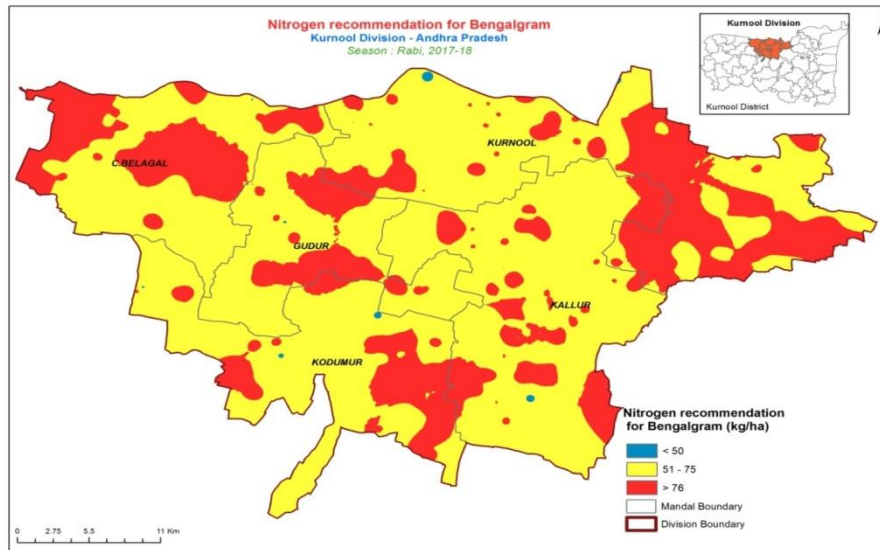 Nitrogen recommendation for Bengalgram
Kurnool Division - Andhra Pradesh
Season : Rabi, 2017-18
Kurnool Division
Kurnool District
KURNOOL
C.BELAGAL
GUDUR
KALLUR
KODUMUR
Nitrogen recommendation
for Bengalgram (kg/ha)
< 50
51 - 75
> 76
Mandal Boundary
Division Boundary
0 2.75 5.5 11 Km